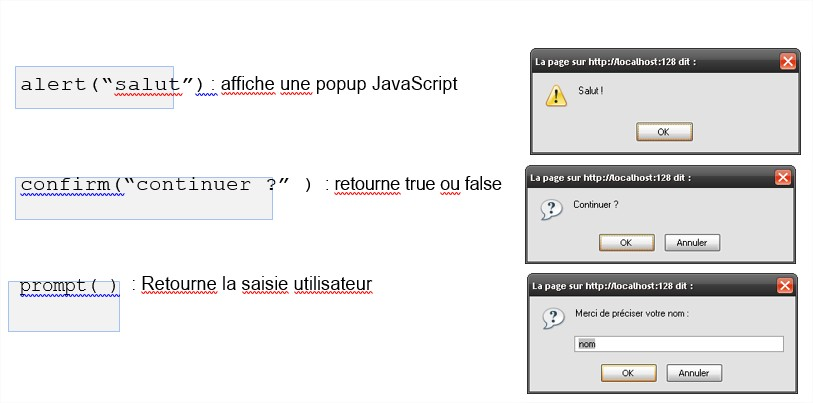 alert(“salut”) : affiche une popup JavaScript
La page sur http://localhost:128 dit :
Salut !
OK
confirm(“continuer ?” ) : retourne true ou false
La page sur http://localhost:128 dit :
Continuer ?
OK Annuler
prompt( ) : Retourne la saisie utilisateur
La page sur http://localhost:128 dit :
Merci de préciser votre nom :
nom
OK Annuler